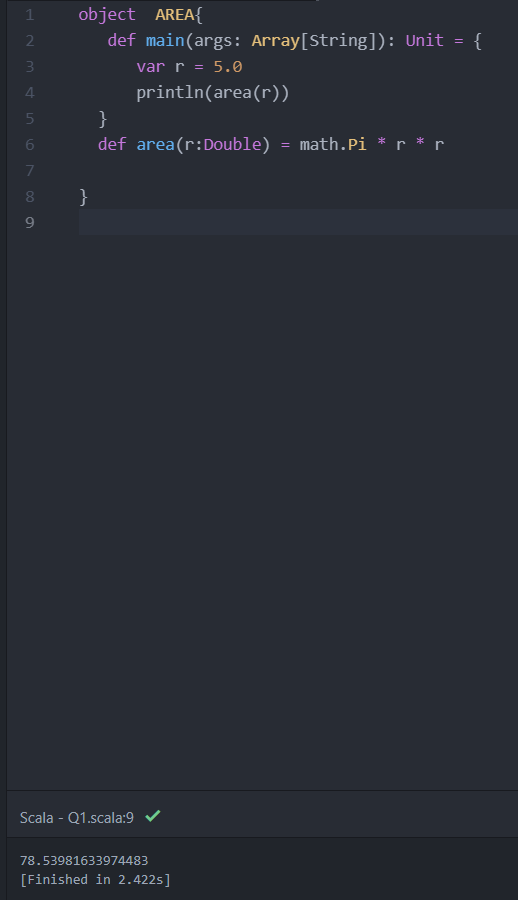 1 object  AREA{
2 def main(args: Array[String]): Unit = {
3 var r = 5.0
4 println(area(r))
5 }
6 def area(r:Double) = math.Pi * r * r
7
8 }
9
Scala - Q1.scala:9
78.53981633974483
[Finished in 2.422s]